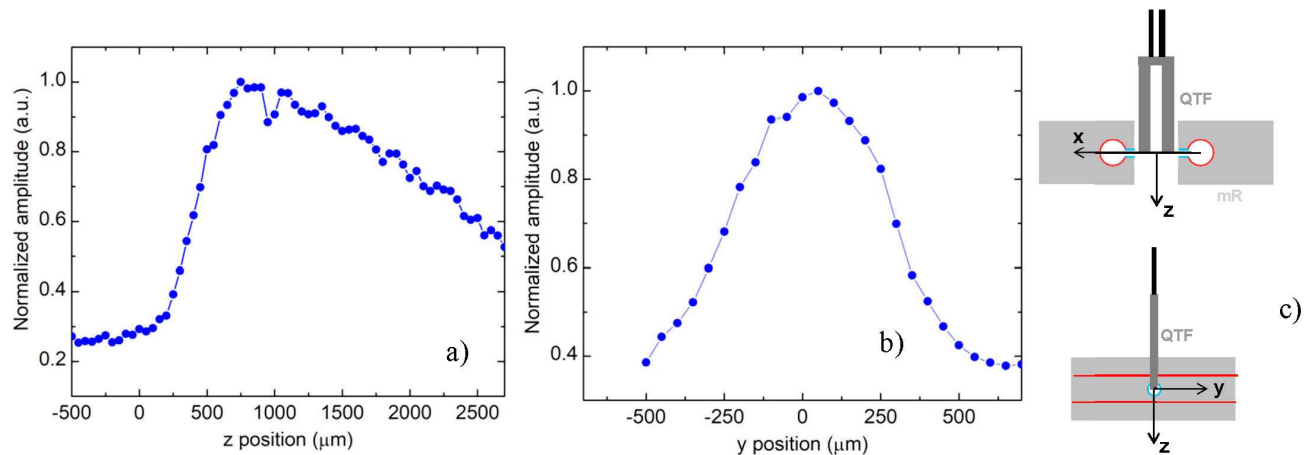 Normalized amplitude (a.u.)
1.0
0.8
0.6
0.4
0.2
-500 0 500 1000 1500 2000 2500
z position (μm)
a)
Normalized amplitude (a.u.)
1.0
0.8
0.6
0.4
-500 -250 0 250 500
y position (μm)
b)
QTF
x
z
mR
QTF
y
z
c)